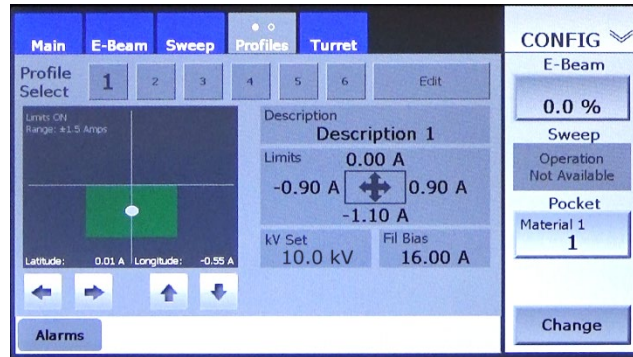 Main E-Beam Sweep Profiles Turret
CONFIG
Profile
Select
1 2 3 4 5 6 Edit
E-Beam
0.0 %
Limits ON
Range: ±1.5 Amps
Description
Description 1
Sweep
Operation
Not Available
Limits
0.00 A
-0.90 A 0.90 A
-1.10 A
Pocket
Material 1
1
kV Set
10.0 kV
Fil Bias
16.00 A
Latitude: 0.01 A Longitude: -0.55 A
Alarms
Change